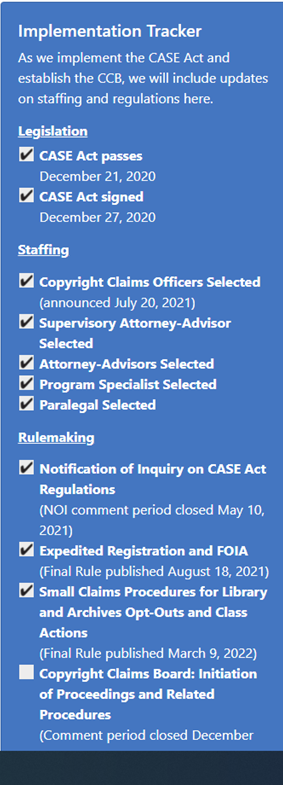 Implementation Tracker
As we implement the CASE Act and
establish the CCB, we will include updates
on staffing and regulations here.
Legislation
CASE Act passes
December 21, 2020
CASE Act signed
December 27, 2020
Staffing
Copyright Claims Officers Selected
(announced July 20, 2021)
Supervisory Attorney-Advisor
Selected
Attorney-Advisors Selected
Program Specialist Selected
Paralegal Selected
Rulemaking
Notification of Inquiry on CASE Act
Regulations
(NOI comment period closed May 10,
2021)
Expedited Registration and FOIA
(Final Rule published August 18, 2021)
Small Claims Procedures for Library
and Archives Opt-Outs and Class
Actions
(Final Rule published March 9, 2022)
Copyright Claims Board: Initiation
of Proceedings and Related
Procedures
(Comment period closed December